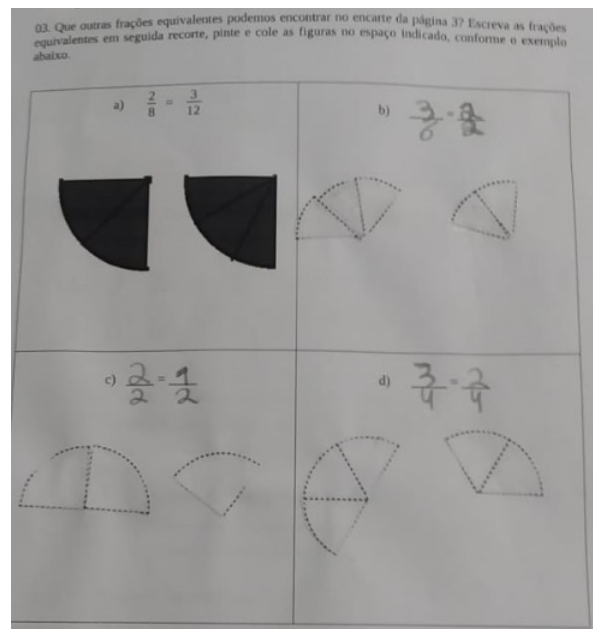 03. Que outras frações equivalentes podemos encontrar no encarte da página 3? Escreva as frações
equivalentes em seguida recorte, pinte e cole as figuras no espaço indicado, conforme o exemplo
abaixo.
a) 2/8 = 3/12
b) 3/6 =
c) 2/2 = 1/2
d) 3/4 = 2/4